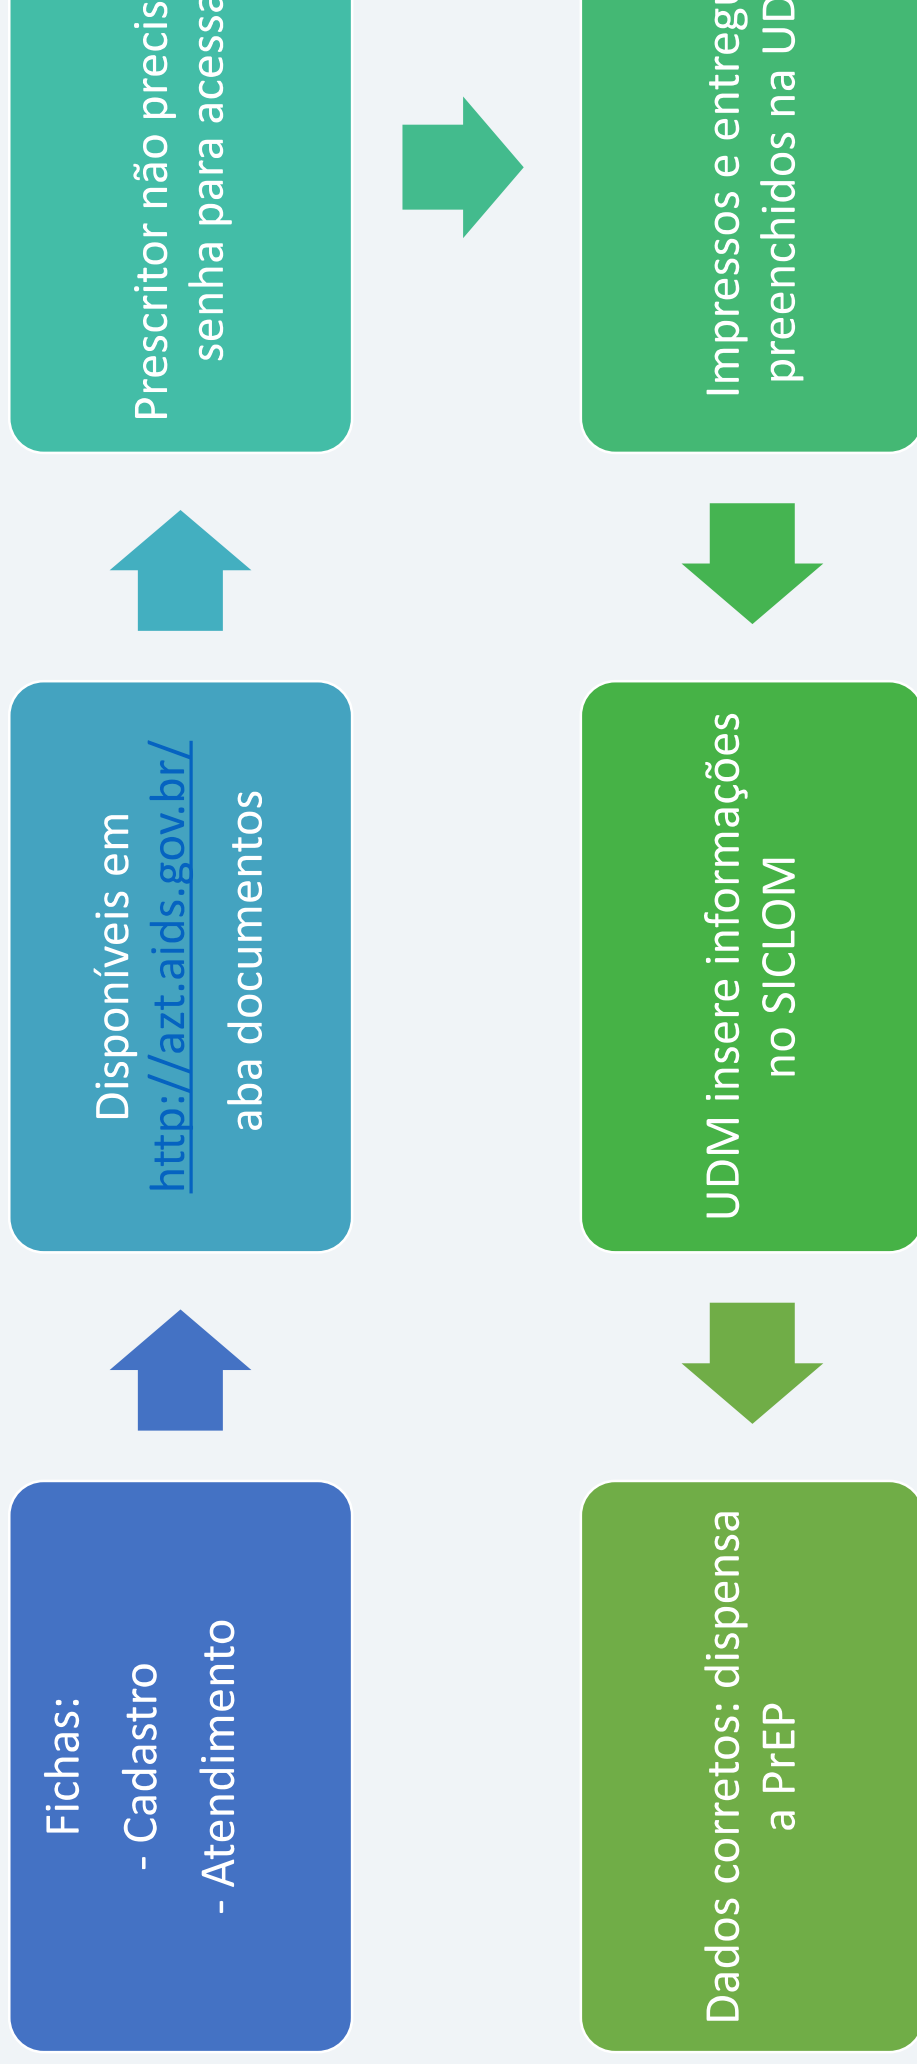 Fichas:
- Cadastro
- Atendimento
Disponíveis em
http://azt.aids.gov.br/
aba documentos
Prescritor não precis
senha para acessa
Impressos e entreg
preenchidos na UD
UDM insere informações
no SICLOM
Dados corretos: dispensa
a PrEP